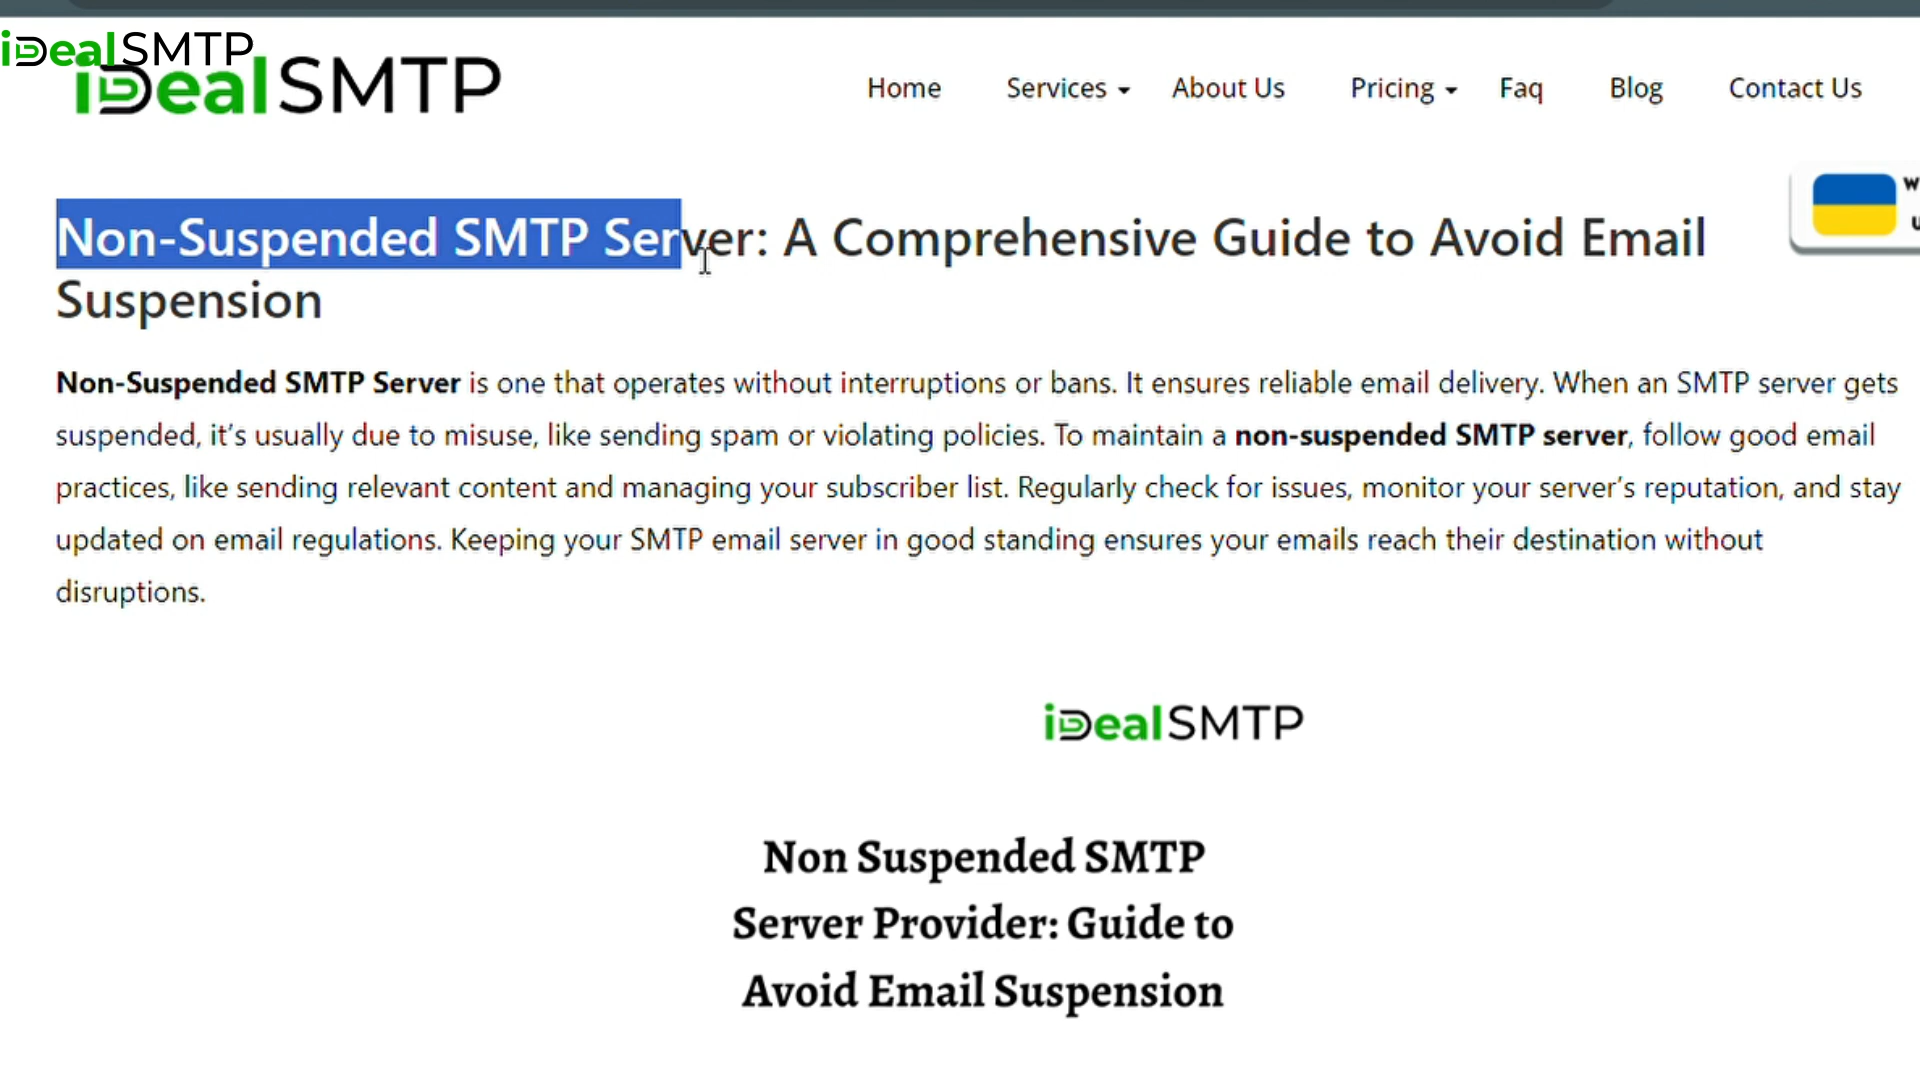 iDealSMTP
iDealSMTP
Home Services About Us Pricing Faq Blog Contact Us
Non-Suspended SMTP Server: A Comprehensive Guide to Avoid Email
Suspension
Non-Suspended SMTP Server is one that operates without interruptions or bans. It ensures reliable email delivery. When an SMTP server gets
suspended, it’s usually due to misuse, like sending spam or violating policies. To maintain a non-suspended SMTP server, follow good email
practices, like sending relevant content and managing your subscriber list. Regularly check for issues, monitor your server’s reputation, and stay
updated on email regulations. Keeping your SMTP email server in good standing ensures your emails reach their destination without
disruptions.
iDealSMTP
Non Suspended SMTP
Server Provider: Guide to
Avoid Email Suspension